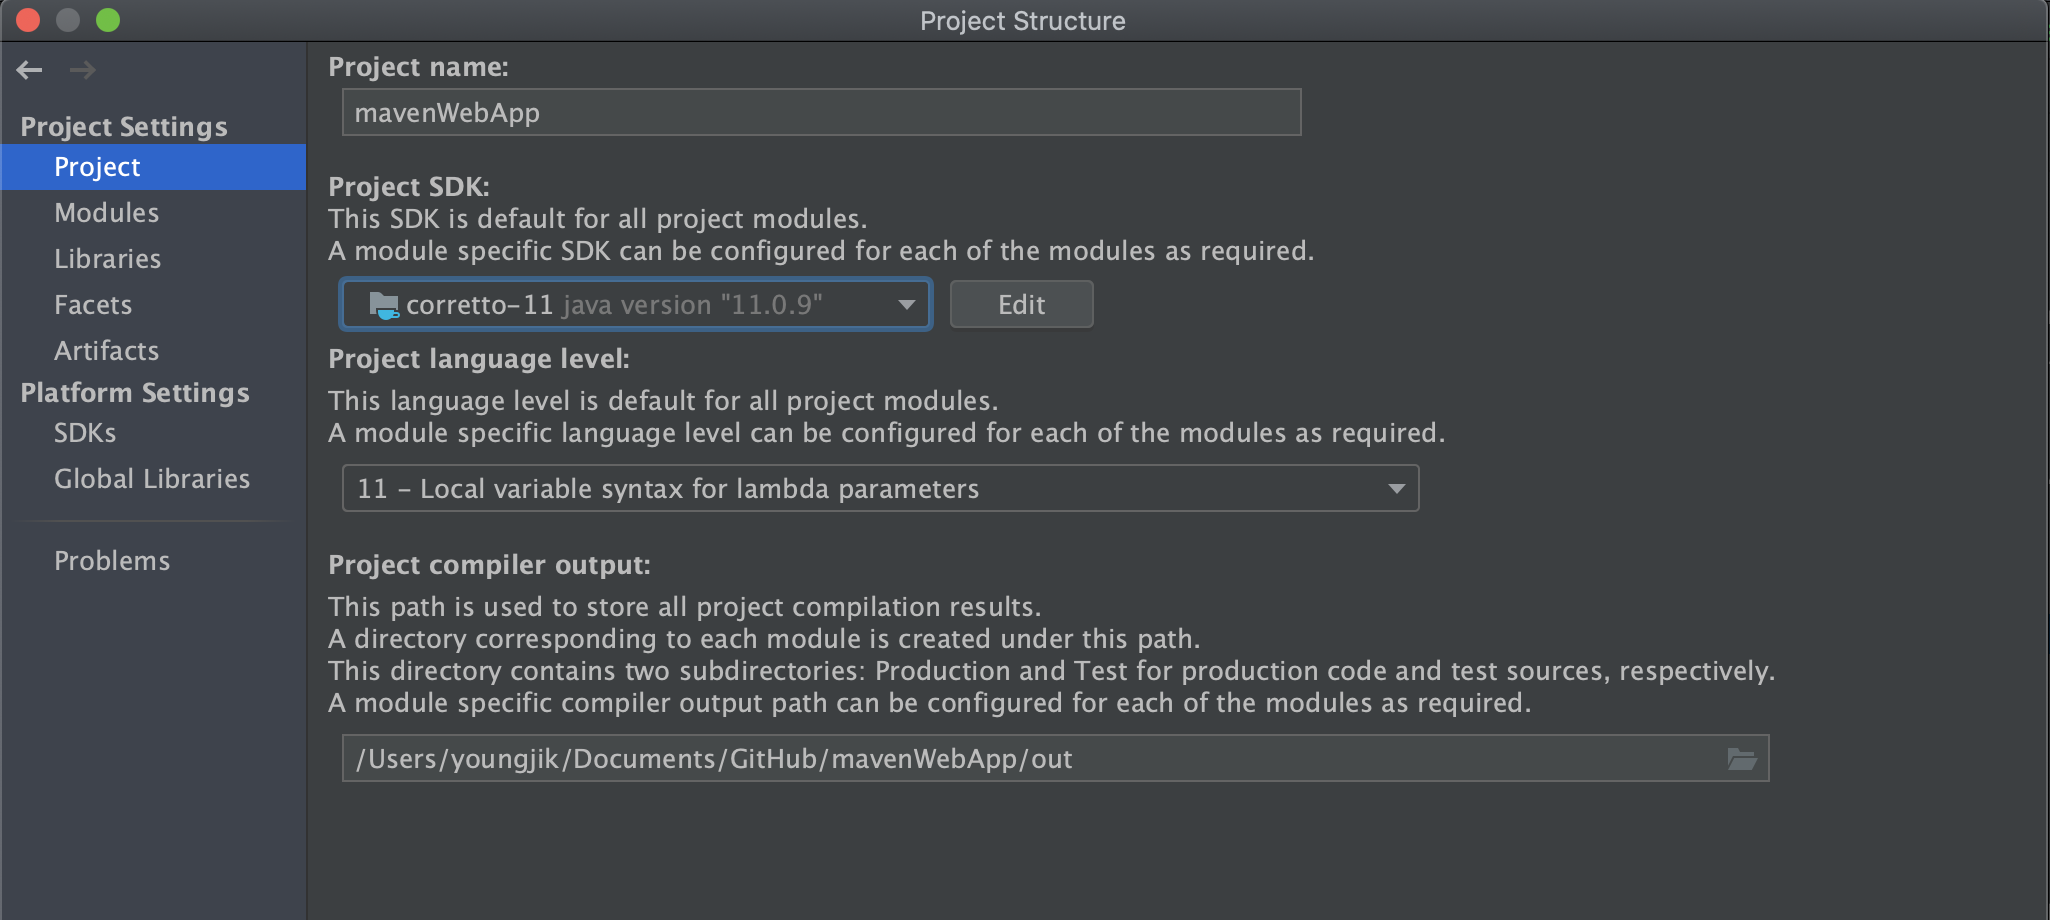 Project Structure
Project Settings
Project
Modules
Libraries
Facets
Artifacts
Platform Settings
SDKs
Global Libraries
Problems
Project name:
mavenWebApp
Project SDK:
This SDK is default for all project modules.
A module specific SDK can be configured for each of the modules as required.
corretto-11 java version "11.0.9"
Edit
Project language level:
This language level is default for all project modules.
A module specific language level can be configured for each of the modules as required.
11 - Local variable syntax for lambda parameters
Project compiler output:
This path is used to store all project compilation results.
A directory corresponding to each module is created under this path.
This directory contains two subdirectories: Production and Test for production code and test sources, respectively.
A module specific compiler output path can be configured for each of the modules as required.
/Users/youngjik/Documents/GitHub/mavenWebApp/out